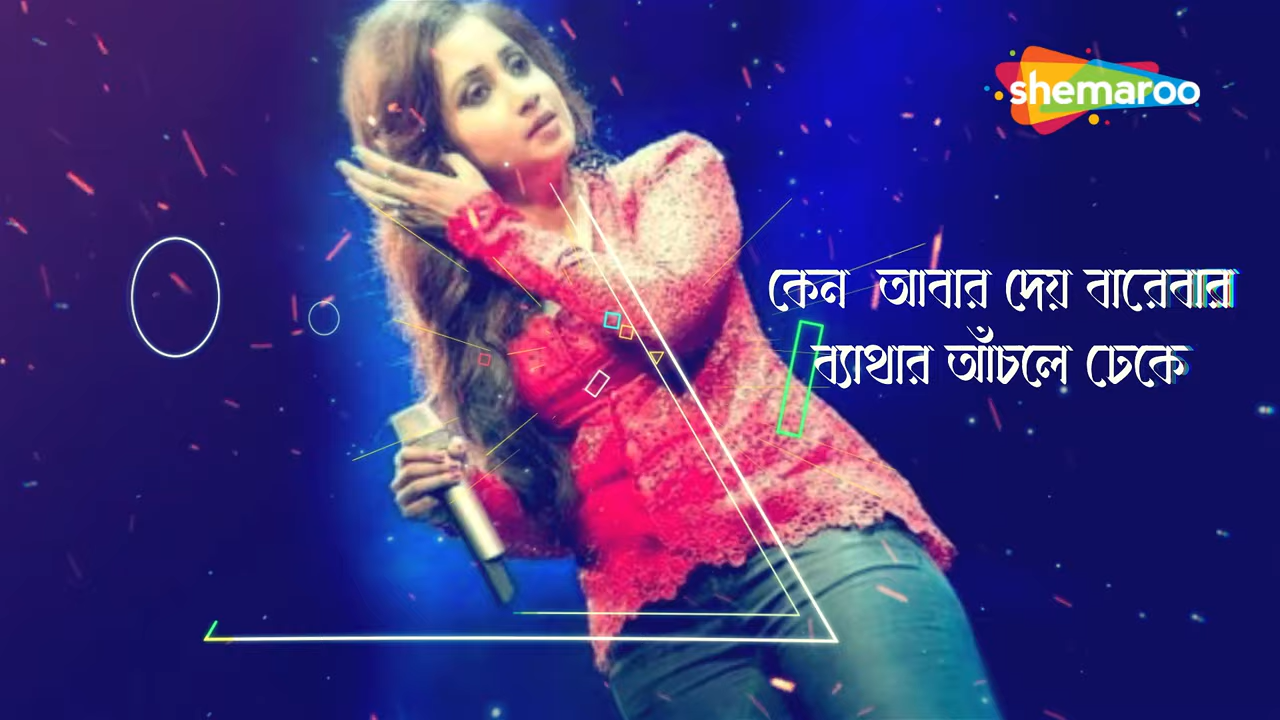 shemaroo
কেন আবার দেয় বারেবার
ব্যাথার আঁচলে ঢেকে